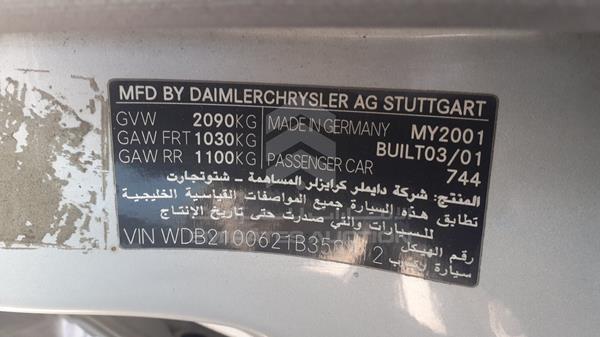 MFD BY DAIMLERCHRYSLER AG STUTTGART
GVW 2090KG MADE IN GERMANY MY2001
GAW FRT 1030KG BUILT03/01
GAW RR 1100KG PASSENGER CAR 744
المنتج: شركة دايملر كرايزلر المساهمة – شتوتجارت
تطابق هذه السيارة جميع المواصفات القياسية الخليجية
للسيارات والتي صدرت حتى تاريخ الإنتاج
رقم الهيكل
VIN
سيارة ركوب